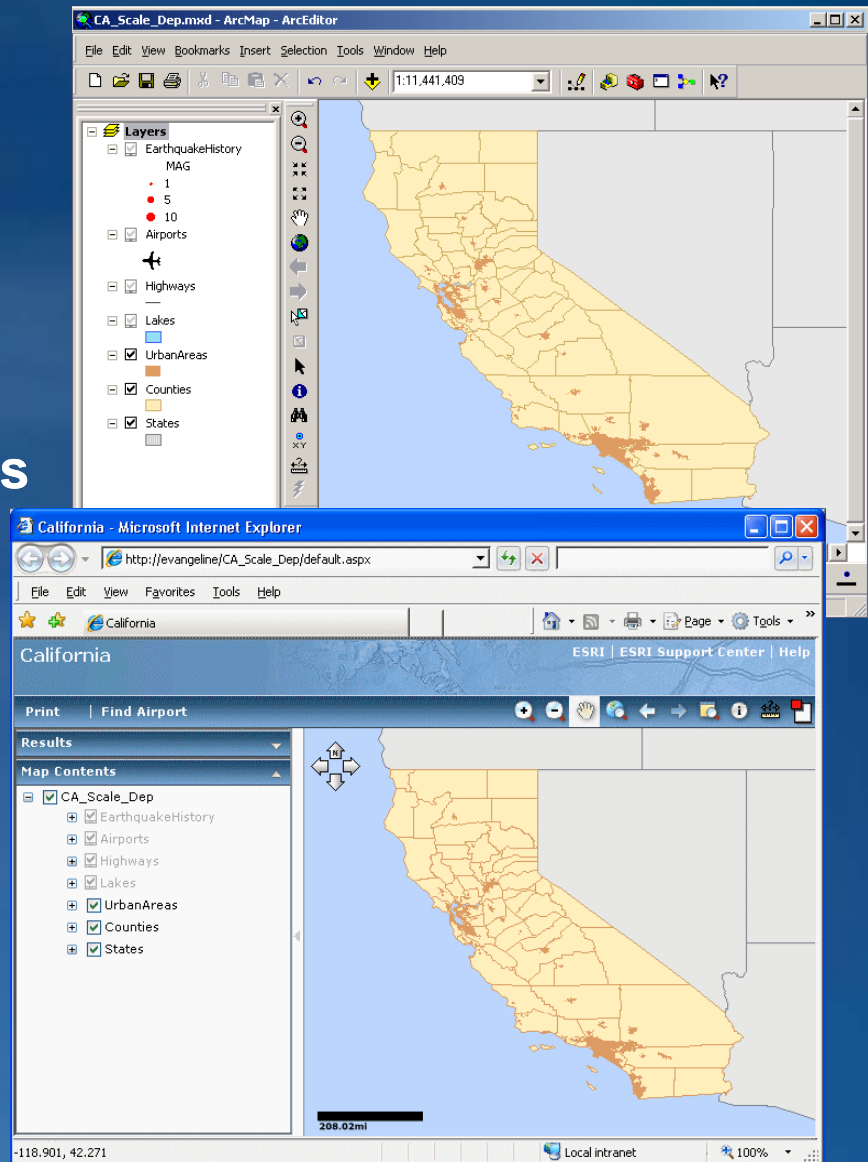 CA_Scale_Dep.mxd - ArcMap - ArcEditor
File Edit View Bookmarks Insert Selection Tools Window Help
1:11,441,409
Layers
EarthquakeHistory
MAG
1
5
10
Airports
Highways
Lakes
UrbanAreas
Counties
States
XY
s
California - Microsoft Internet Explorer
http://evangeline/CA_Scale_Dep/default.aspx
File Edit View Favorites Tools Help
California
Page Tools
California
ESRI | ESRI Support Center | Help
Print | Find Airport
Results
Map Contents
N
CA_Scale_Dep
EarthquakeHistory
Airports
Highways
Lakes
UrbanAreas
Counties
States
208.02mi
-118.901, 42.271
Local intranet
100%